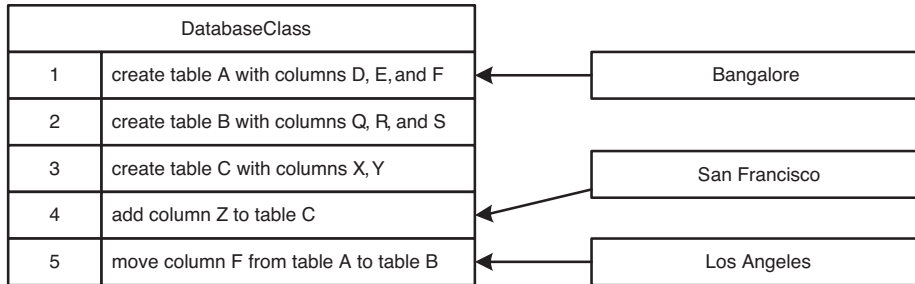 DatabaseClass
1 create table A with columns D, E, and F
Bangalore
2 create table B with columns Q, R, and S
3 create table C with columns X, Y
San Francisco
4 add column Z to table C
5 move column F from table A to table B
Los Angeles